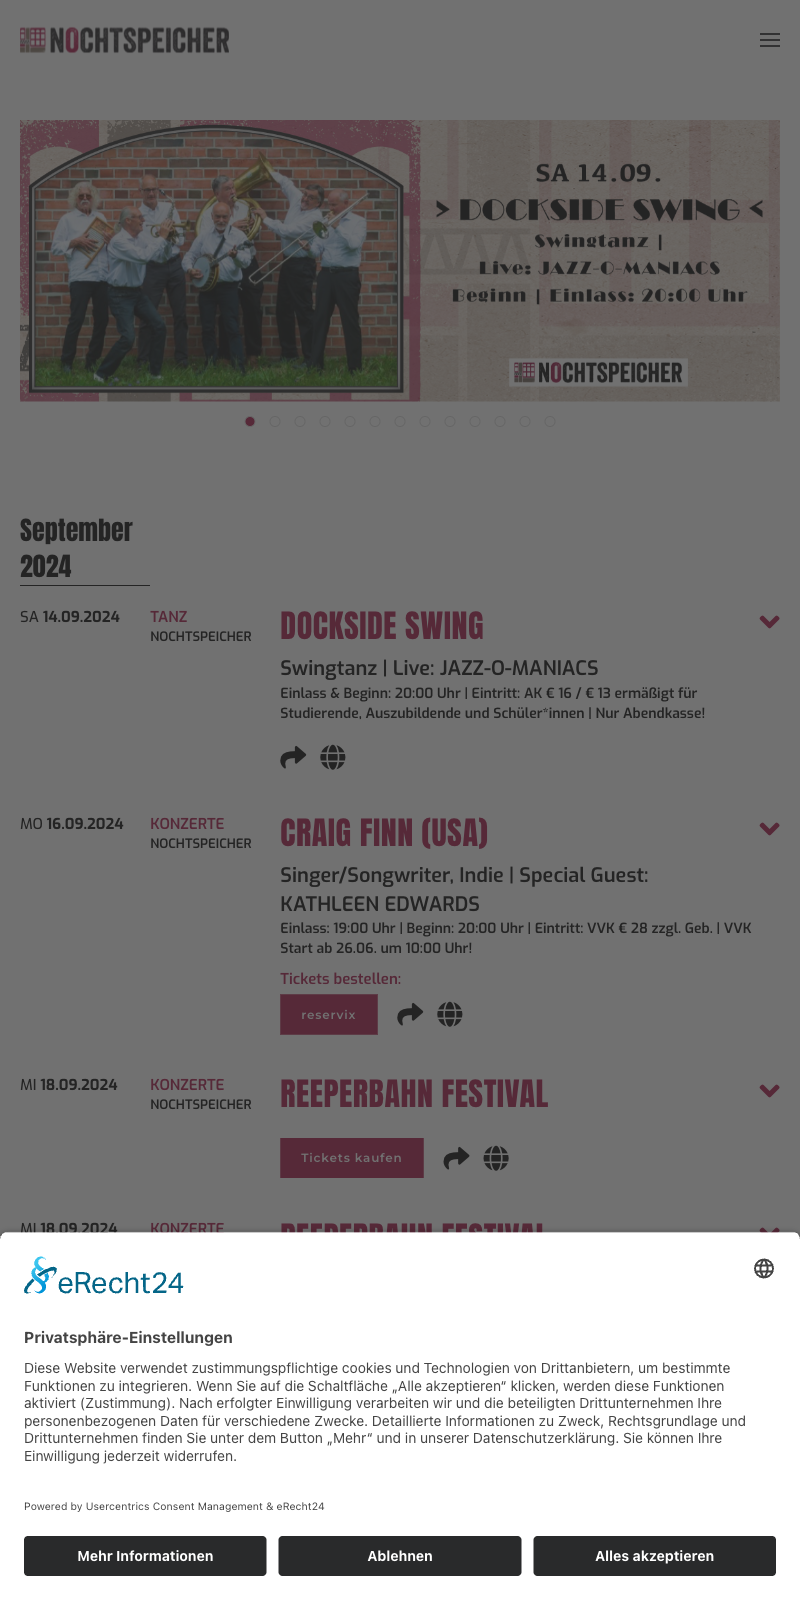 NOCHTSPEICHER
SA 14.09.
> DOCKSIDE SWING <
Swingtanz |
Live: JAZZ-O-MANIACS
Beginn | Einlass: 20:00 Uhr
NOCHTSPEICHER
September
2024
SA 14.09.2024
TANZ
NOCHTSPEICHER
DOCKSIDE SWING
Swingtanz | Live: JAZZ-O-MANIACS
Einlass & Beginn: 20:00 Uhr | Eintritt: AK € 16 / € 13 ermäßigt für
Studierende, Auszubildende und Schüler*innen | Nur Abendkasse!
MO 16.09.2024
KONZERTE
NOCHTSPEICHER
CRAIG FINN (USA)
Singer/Songwriter, Indie | Special Guest:
KATHLEEN EDWARDS
Einlass: 19:00 Uhr | Beginn: 20:00 Uhr | Eintritt: VVK € 28 zzgl. Geb. | VVK
Start ab 26.06. um 10:00 Uhr!
Tickets bestellen:
reservix
MI 18.09.2024
KONZERTE
NOCHTSPEICHER
REEPERBAHN FESTIVAL
Tickets kaufen
MI 18.09.2024
KONZERTE
REEPERBAHN FESTIVAL
eRecht24
Privatsphäre-Einstellungen
Diese Website verwendet zustimmungspflichtige cookies und Technologien von Drittanbietern, um bestimmte
Funktionen zu integrieren. Wenn Sie auf die Schaltfläche „Alle akzeptieren“ klicken, werden diese Funktionen
aktiviert (Zustimmung). Nach erfolgter Einwilligung verarbeiten wir und die beteiligten Drittunternehmen Ihre
personenbezogenen Daten für verschiedene Zwecke. Detaillierte Informationen zu Zweck, Rechtsgrundlage und
Drittunternehmen finden Sie unter dem Button „Mehr“ und in unserer Datenschutzerklärung. Sie können Ihre
Einwilligung jederzeit widerrufen.
Powered by Usercentrics Consent Management & eRecht24
Mehr Informationen
Ablehnen
Alles akzeptieren